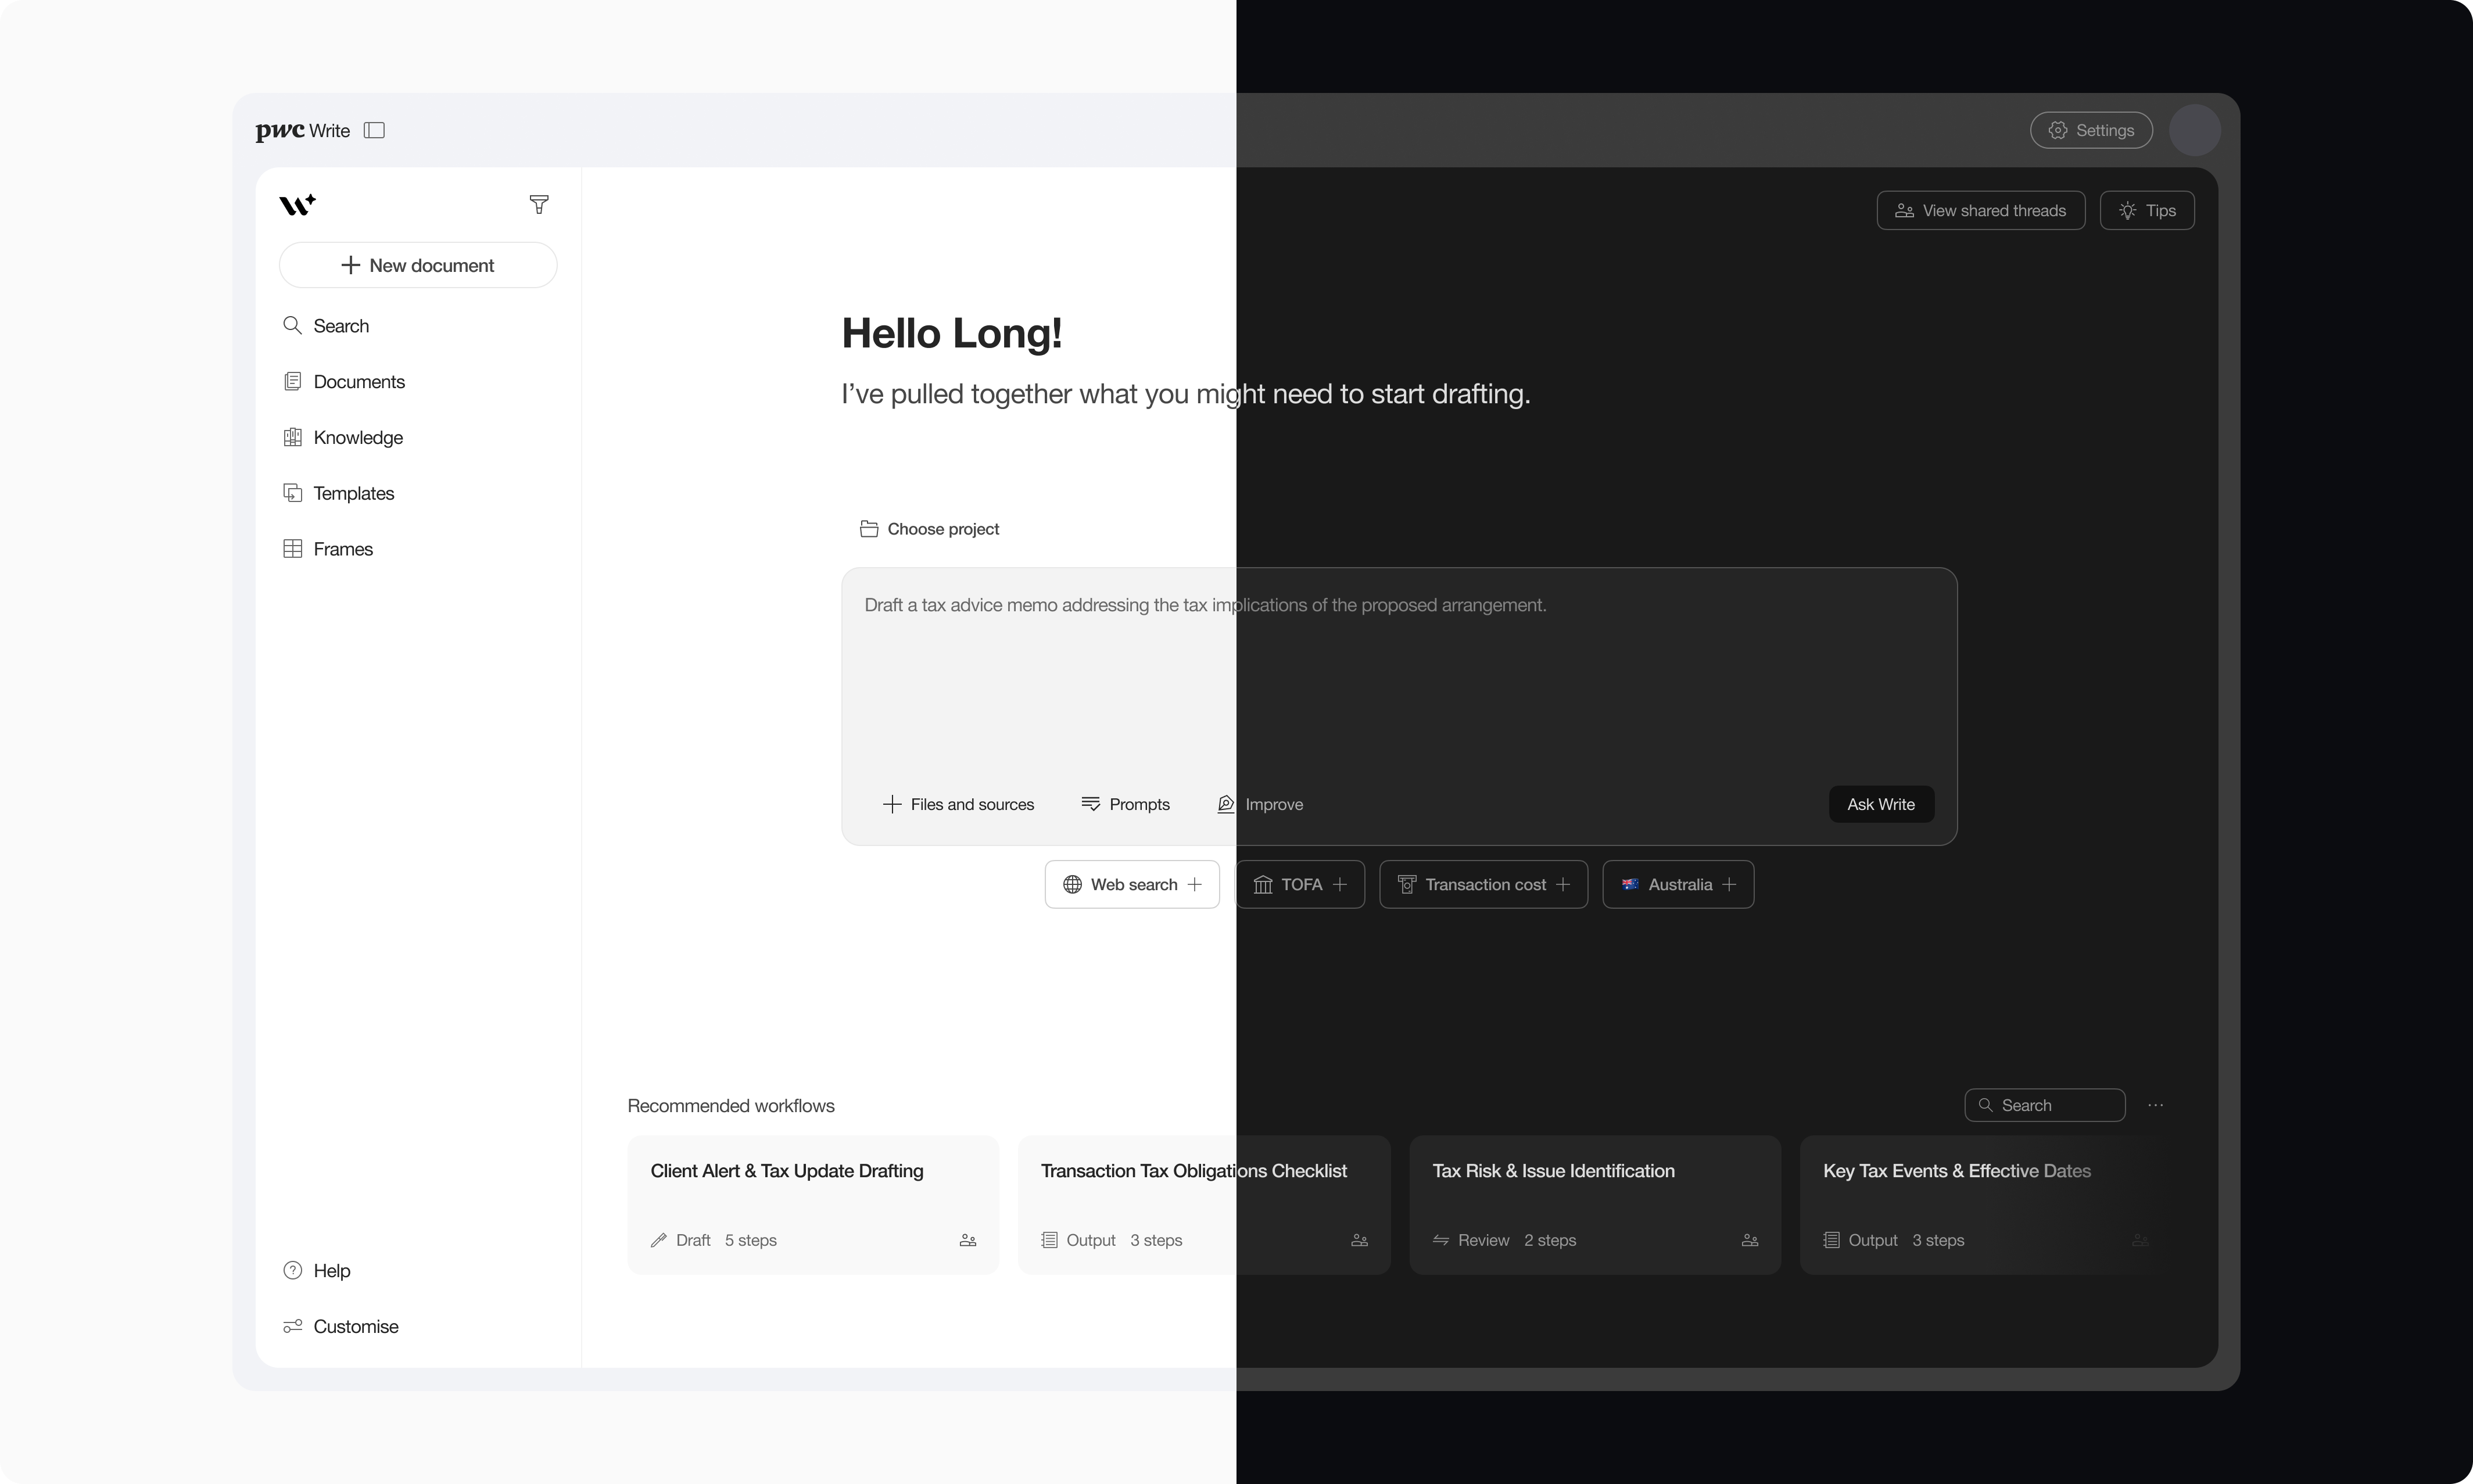 pwc Write
Settings
View shared threads
Tips
New document
Search
Documents
Knowledge
Templates
Frames
Help
Customise
Hello Long!
I’ve pulled together what you might need to start drafting.
Choose project
Draft a tax advice memo addressing the tax implications of the proposed arrangement.
Files and sources
Prompts
Improve
Ask Write
Web search
TOFA
Transaction cost
Australia
Recommended workflows
Search
Client Alert & Tax Update Drafting
Draft 5 steps
Transaction Tax Obligations Checklist
Output 3 steps
Tax Risk & Issue Identification
Review 2 steps
Key Tax Events & Effective Dates
Output 3 steps